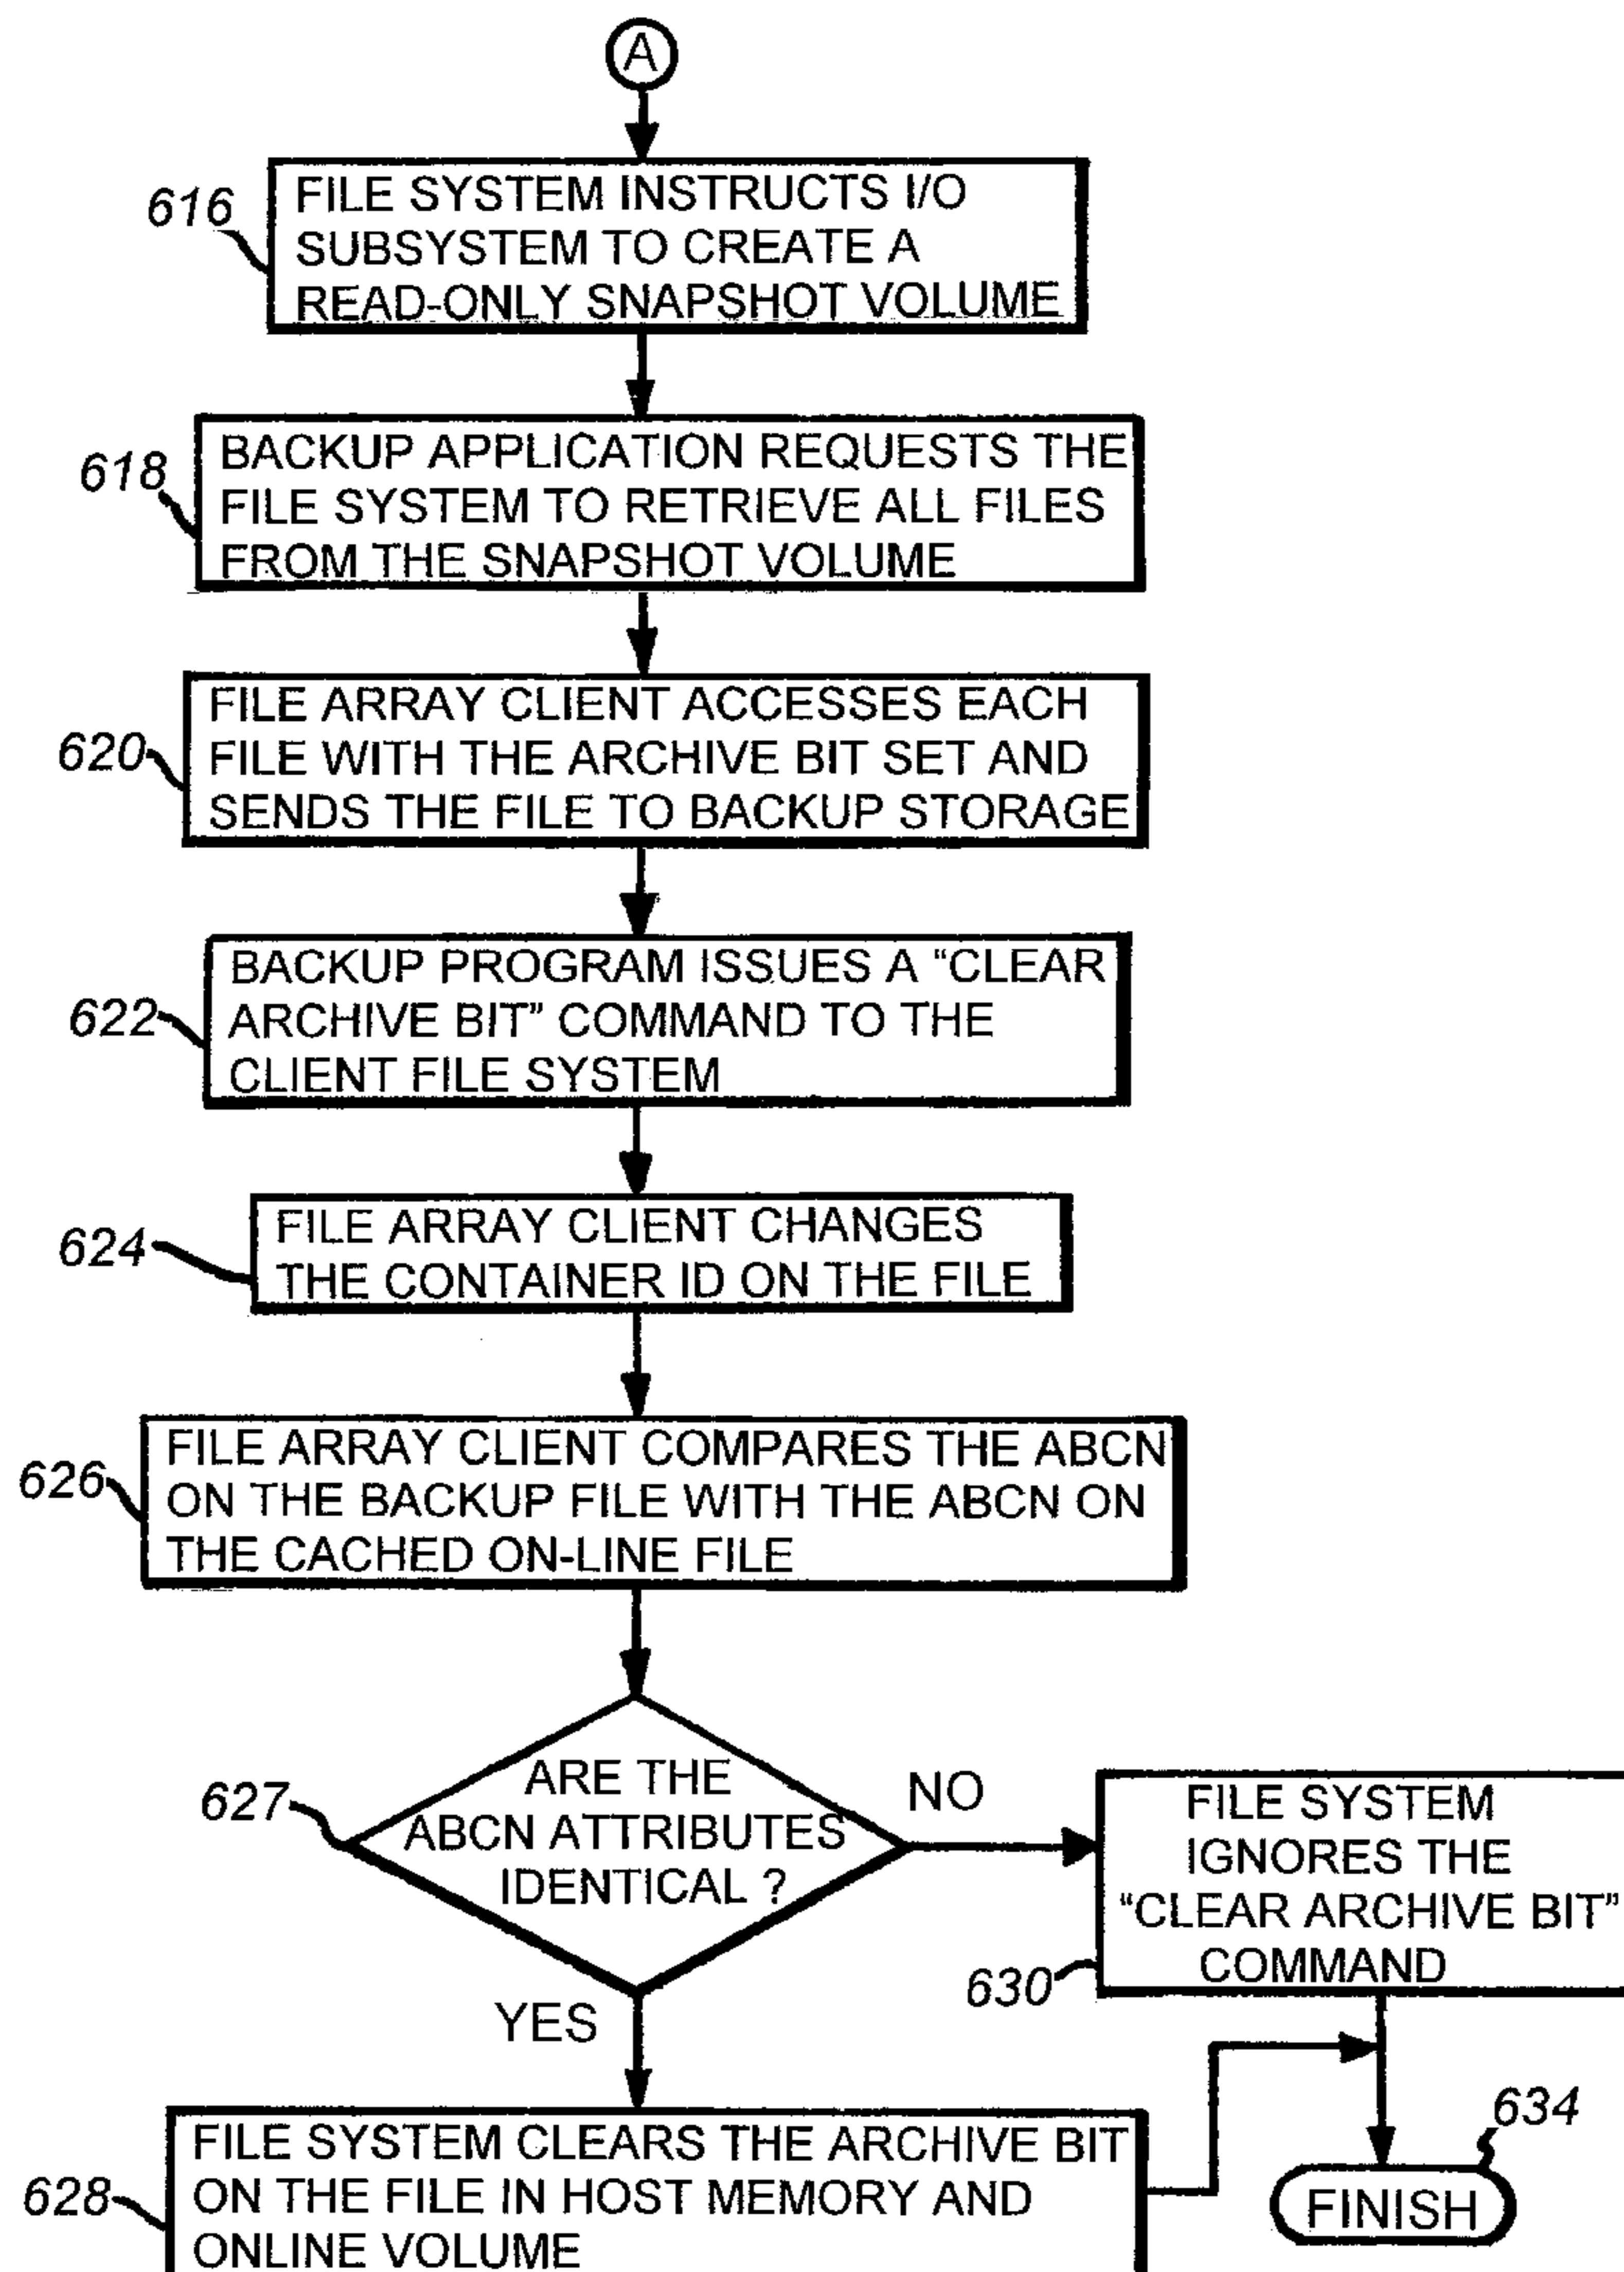 A
616
FILE SYSTEM INSTRUCTS I/O
SUBSYSTEM TO CREATE A
READ-ONLY SNAPSHOT VOLUME
618
BACKUP APPLICATION REQUESTS THE
FILE SYSTEM TO RETRIEVE ALL FILES
FROM THE SNAPSHOT VOLUME
620
FILE ARRAY CLIENT ACCESSES EACH
FILE WITH THE ARCHIVE BIT SET AND
SENDS THE FILE TO BACKUP STORAGE
622
BACKUP PROGRAM ISSUES A “CLEAR
ARCHIVE BIT” COMMAND TO THE
CLIENT FILE SYSTEM
624
FILE ARRAY CLIENT CHANGES
THE CONTAINER ID ON THE FILE
626
FILE ARRAY CLIENT COMPARES THE ABCN
ON THE BACKUP FILE WITH THE ABCN ON
THE CACHED ON-LINE FILE
627
ARE THE
ABCN ATTRIBUTES
IDENTICAL ?
NO
YES
630
FILE SYSTEM
IGNORES THE
“CLEAR ARCHIVE BIT”
COMMAND
628
FILE SYSTEM CLEARS THE ARCHIVE BIT
ON THE FILE IN HOST MEMORY AND
ONLINE VOLUME
634
FINISH